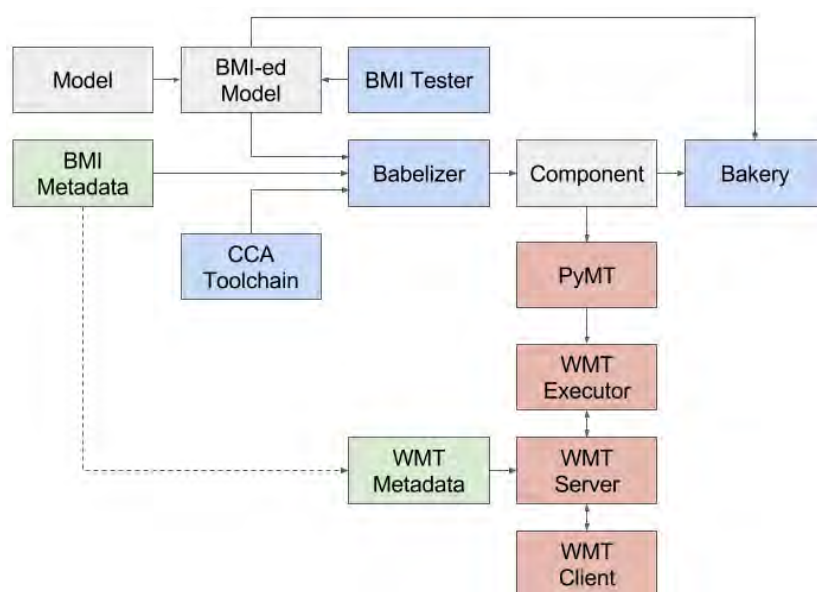 Model
BMI-ed
Model
BMI Tester
BMI
Metadata
Babelizer
Component
Bakery
CCA
Toolchain
PyMT
WMT
Executor
WMT
Metadata
WMT
Server
WMT
Client